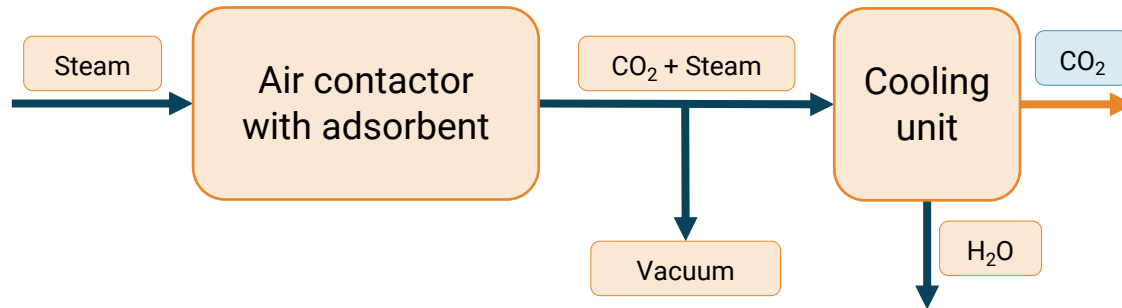 Steam
Air contactor
with adsorbent
CO₂ + Steam
Cooling
unit
CO₂
Vacuum
H₂O